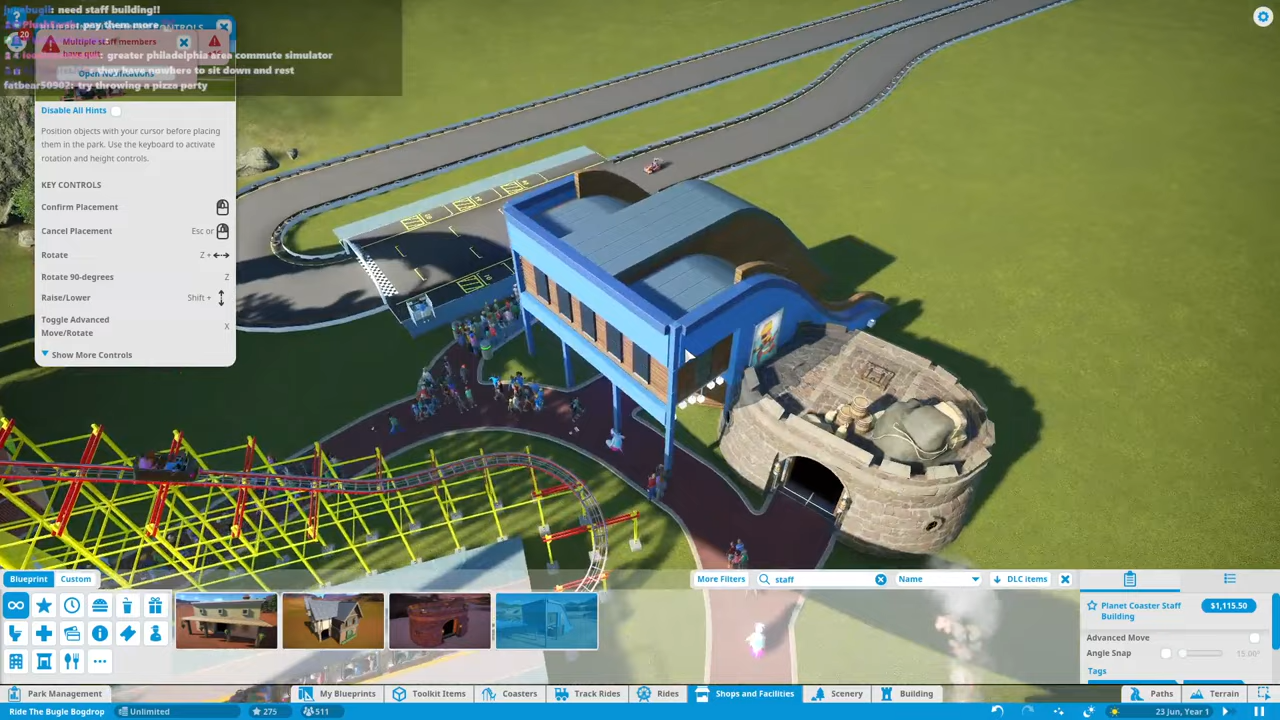 need staff building!!
pay them more
20
Multiple staff members
have quit
: greater philadelphia area commute simulator
they have nowhere to sit down and rest
Open Notifications
fatbear50902: try throwing a pizza party
Disable All Hints
Position objects with your cursor before placing
them in the park. Use the keyboard to activate
rotation and height controls.
KEY CONTROLS
Confirm Placement
Cancel Placement Esc or
Rotate Z +
Rotate 90-degrees Z
Raise/Lower Shift +
Toggle Advanced
Move/Rotate X
Show More Controls
Blueprint Custom More Filters staff Name DLC items
Planet Coaster Staff
Building
$1,115.50
Advanced Move
Angle Snap 15.00°
Tags
Park Management My Blueprints Toolkit Items Coasters Track Rides Rides Shops and Facilities Scenery Building Paths Terrain
Ride The Bugle Bogdrop Unlimited 275 511 23 Jun, Year 1